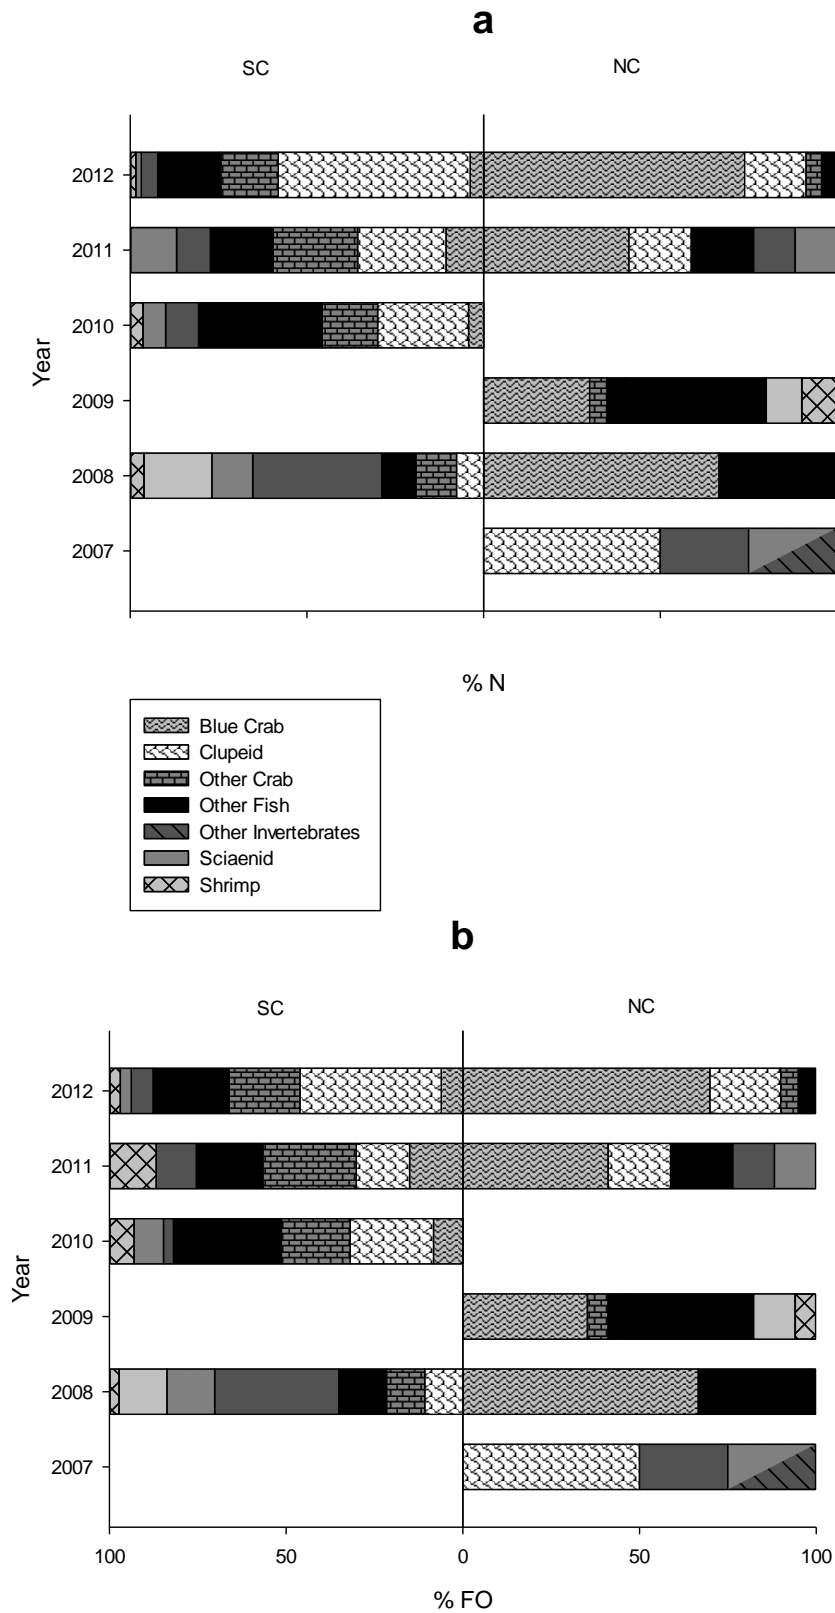 a
SC NC
2012
2011
2010
2009
2008
2007
Year
% N
Blue Crab
Clupeid
Other Crab
Other Fish
Other Invertebrates
Sciaenid
Shrimp
b
SC NC
2012
2011
2010
2009
2008
2007
Year
100 50 0 50 100
% FO